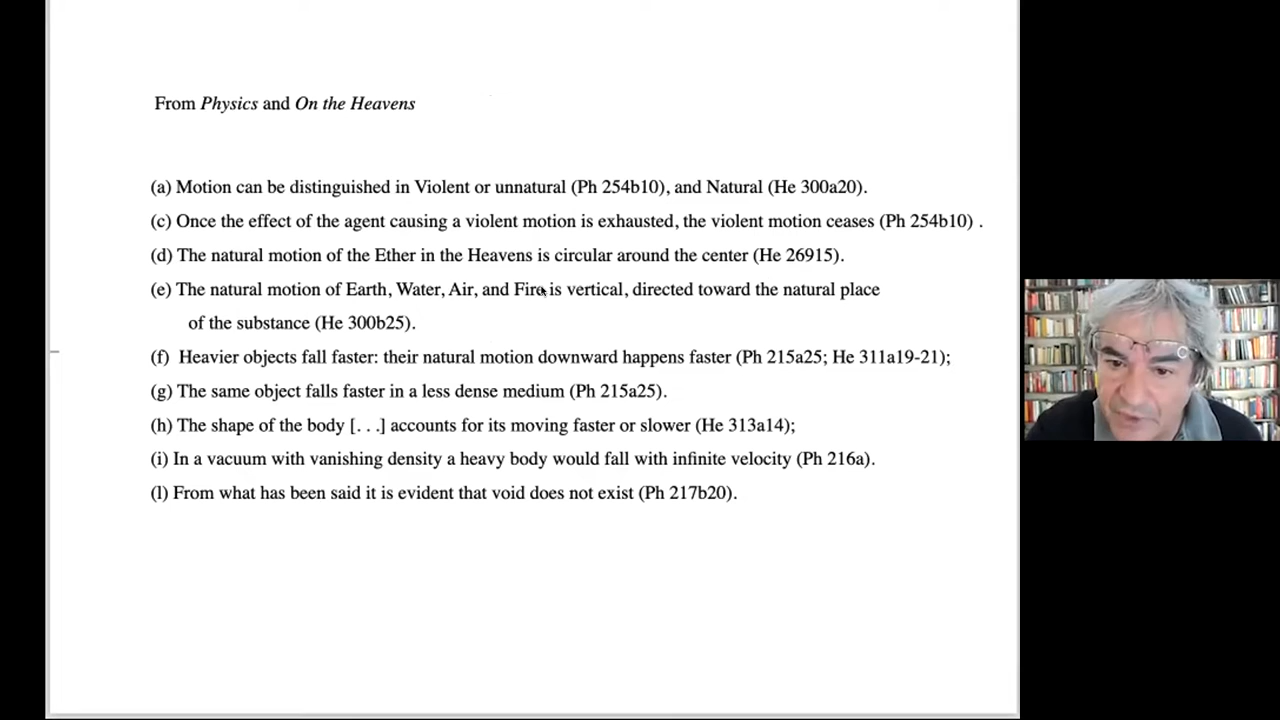 From Physics and On the Heavens
(a) Motion can be distinguished in Violent or unnatural (Ph 254b10), and Natural (He 300a20).
(c) Once the effect of the agent causing a violent motion is exhausted, the violent motion ceases (Ph 254b10) .
(d) The natural motion of the Ether in the Heavens is circular around the center (He 26915).
(e) The natural motion of Earth, Water, Air, and Fire is vertical, directed toward the natural place
of the substance (He 300b25).
(f) Heavier objects fall faster: their natural motion downward happens faster (Ph 215a25; He 311a19-21);
(g) The same object falls faster in a less dense medium (Ph 215a25).
(h) The shape of the body [. . .] accounts for its moving faster or slower (He 313a14);
(i) In a vacuum with vanishing density a heavy body would fall with infinite velocity (Ph 216a).
(l) From what has been said it is evident that void does not exist (Ph 217b20).